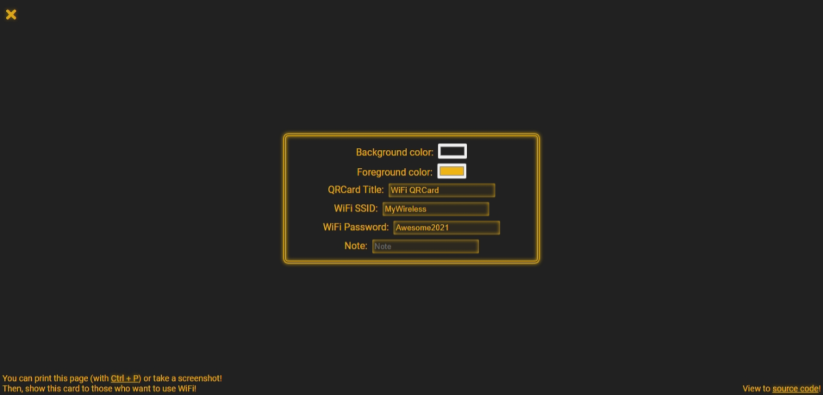 Background color:
Foreground color:
QRCard Title: WiFi QRCard
WiFi SSID: MyWireless
WiFi Password: Awesome2021
Note: Note
You can print this page (with Ctrl + P) or take a screenshot!
Then, show this card to those who want to use WiFi!
View to source code!